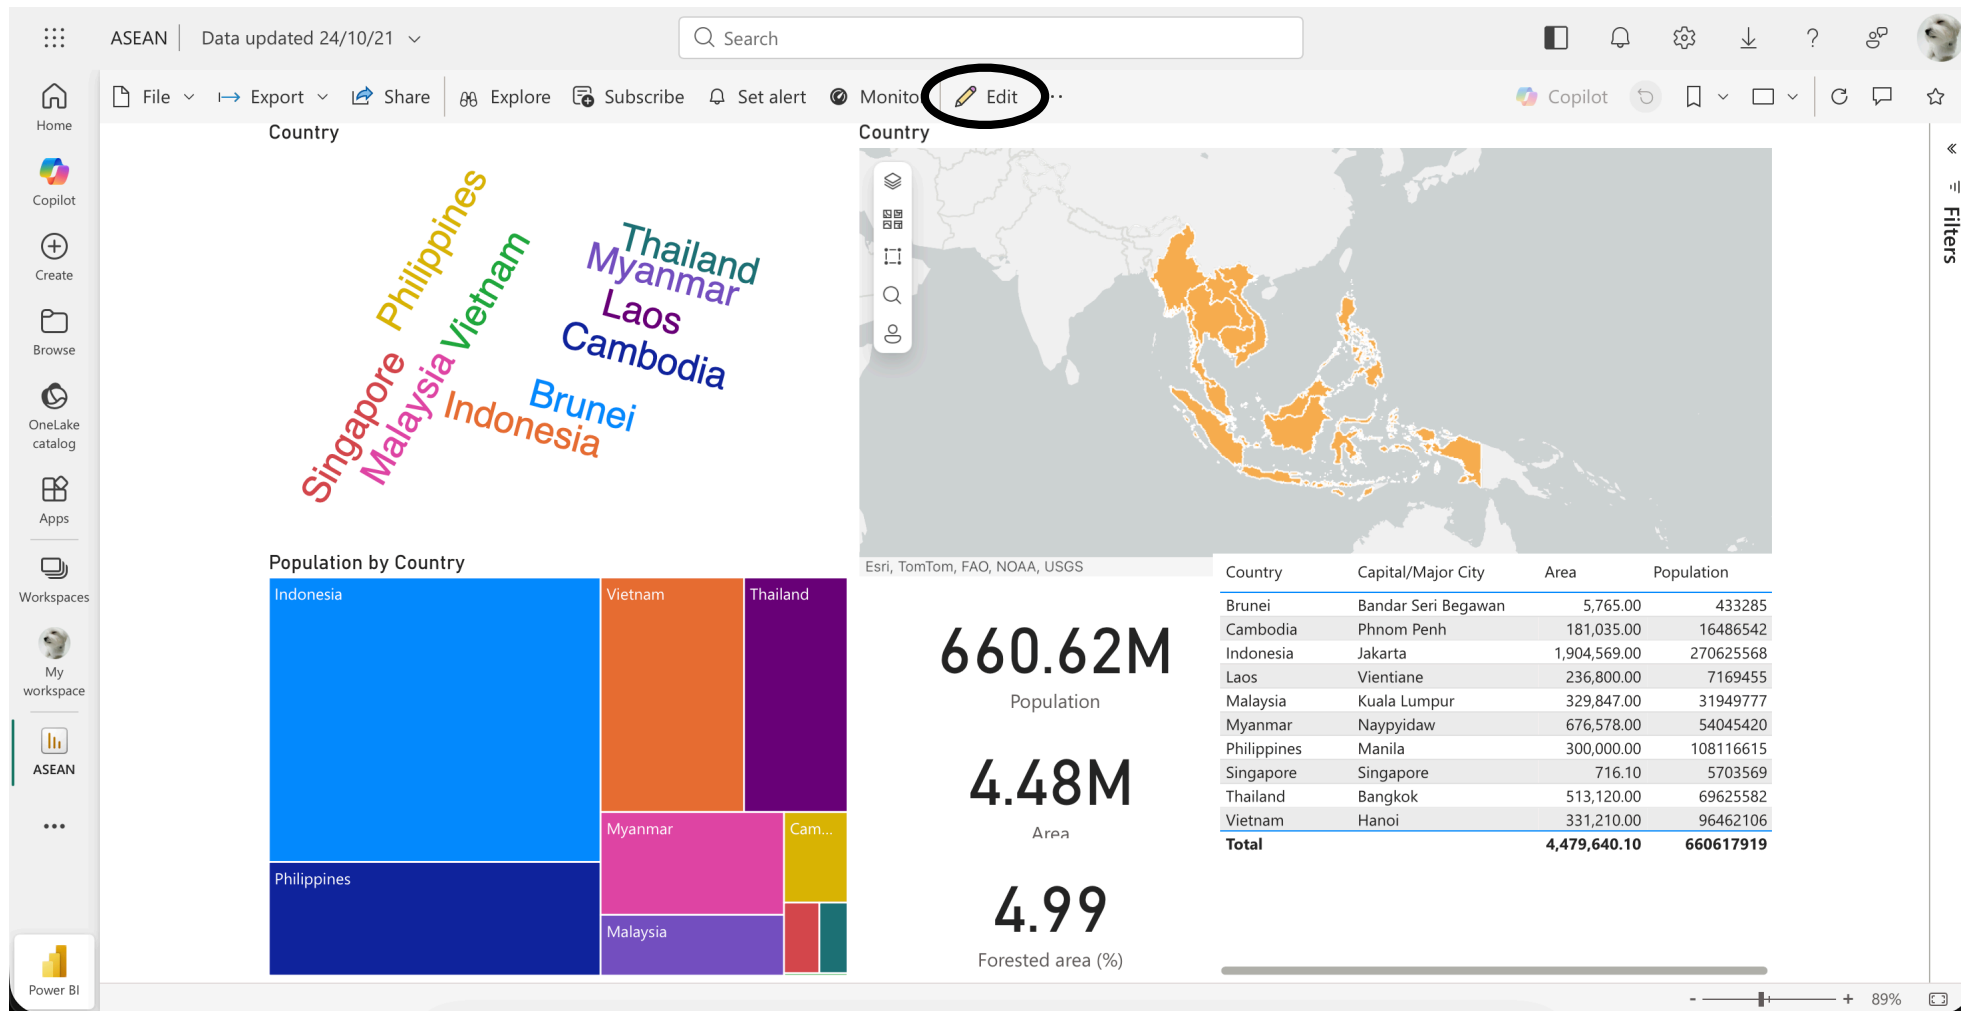 ASEAN
Data updated 24/10/21
Search
Home
Copilot
Create
Browse
OneLake
catalog
Apps
Workspaces
My
workspace
ASEAN
Power BI
File
Export
Share
Explore
Subscribe
Set alert
Monito
Edit
Copilot
Filters
Country
Philippines
Vietnam
Thailand
Myanmar
Laos
Cambodia
Singapore
Malaysia
Brunei
Indonesia
Country
Esri, TomTom, FAO, NOAA, USGS
Population by Country
Indonesia
Vietnam
Thailand
Myanmar
Cam...
Philippines
Malaysia
660.62M
Population
4.48M
Area
4.99
Forested area (%)
Country Capital/Major City Area Population
Brunei Bandar Seri Begawan 5,765.00 433285
Cambodia Phnom Penh 181,035.00 16486542
Indonesia Jakarta 1,904,569.00 270625568
Laos Vientiane 236,800.00 7169455
Malaysia Kuala Lumpur 329,847.00 31949777
Myanmar Naypyidaw 676,578.00 54045420
Philippines Manila 300,000.00 108116615
Singapore Singapore 716.10 5703569
Thailand Bangkok 513,120.00 69625582
Vietnam Hanoi 331,210.00 96462106
Total 4,479,640.10 660617919
- + 89%